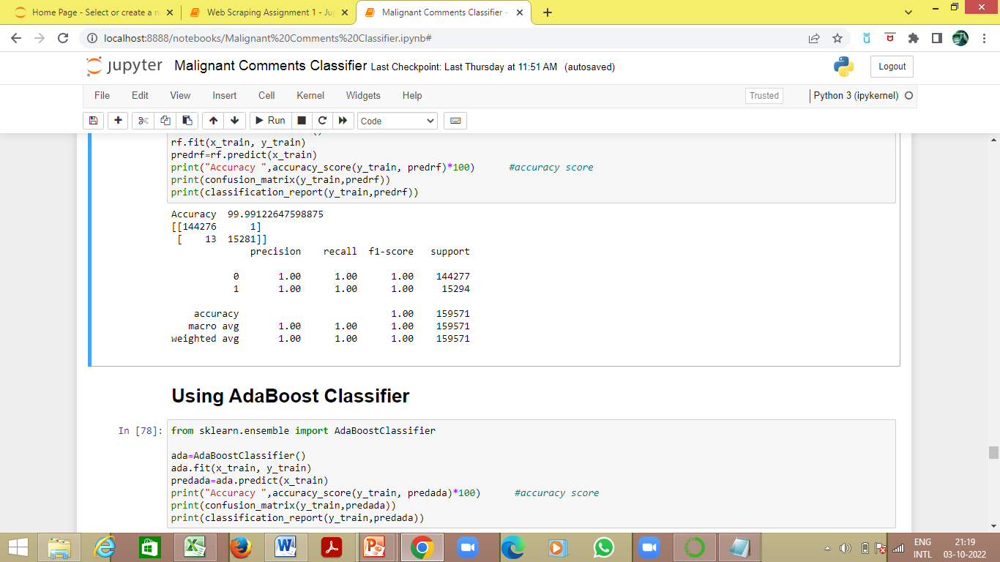 Home Page - Select or create a n
Web Scraping Assignment 1 - Ju
Malignant Comments Classifier -
localhost:8888/notebooks/Malignant%20Comments%20Classifier.ipynb#
jupyter Malignant Comments Classifier Last Checkpoint: Last Thursday at 11:51 AM (autosaved)
Logout
File Edit View Insert Cell Kernel Widgets Help
Trusted
Python 3 (ipykernel)
Run
Code
rf.fit(x_train, y_train)
predrf=rf.predict(x_train)
print("Accuracy ",accuracy_score(y_train, predrf)*100)      #accuracy score
print(confusion_matrix(y_train,predrf))
print(classification_report(y_train,predrf))
Accuracy  99.99122647598875
[[144276      1]
 [    13  15281]]
              precision    recall  f1-score   support
           0       1.00      1.00      1.00    144277
           1       1.00      1.00      1.00     15294
    accuracy                           1.00    159571
   macro avg       1.00      1.00      1.00    159571
weighted avg       1.00      1.00      1.00    159571
Using AdaBoost Classifier
In [78]:
from sklearn.ensemble import AdaBoostClassifier
ada=AdaBoostClassifier()
ada.fit(x_train, y_train)
predada=ada.predict(x_train)
print("Accuracy ",accuracy_score(y_train, predada)*100)      #accuracy score
print(confusion_matrix(y_train,predada))
print(classification_report(y_train,predada))
ENG
INTL
21:19
03-10-2022